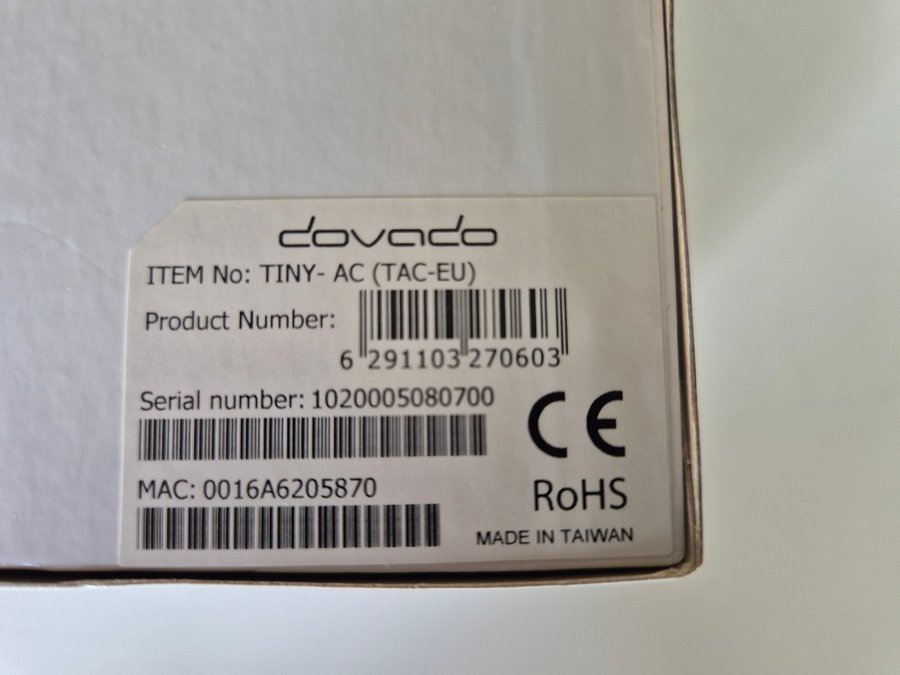 dovado
ITEM No: TINY- AC (TAC-EU)
Product Number:
6 291103 270603
Serial number: 1020005080700
MAC: 0016A6205870
CE
RoHS
MADE IN TAIWAN